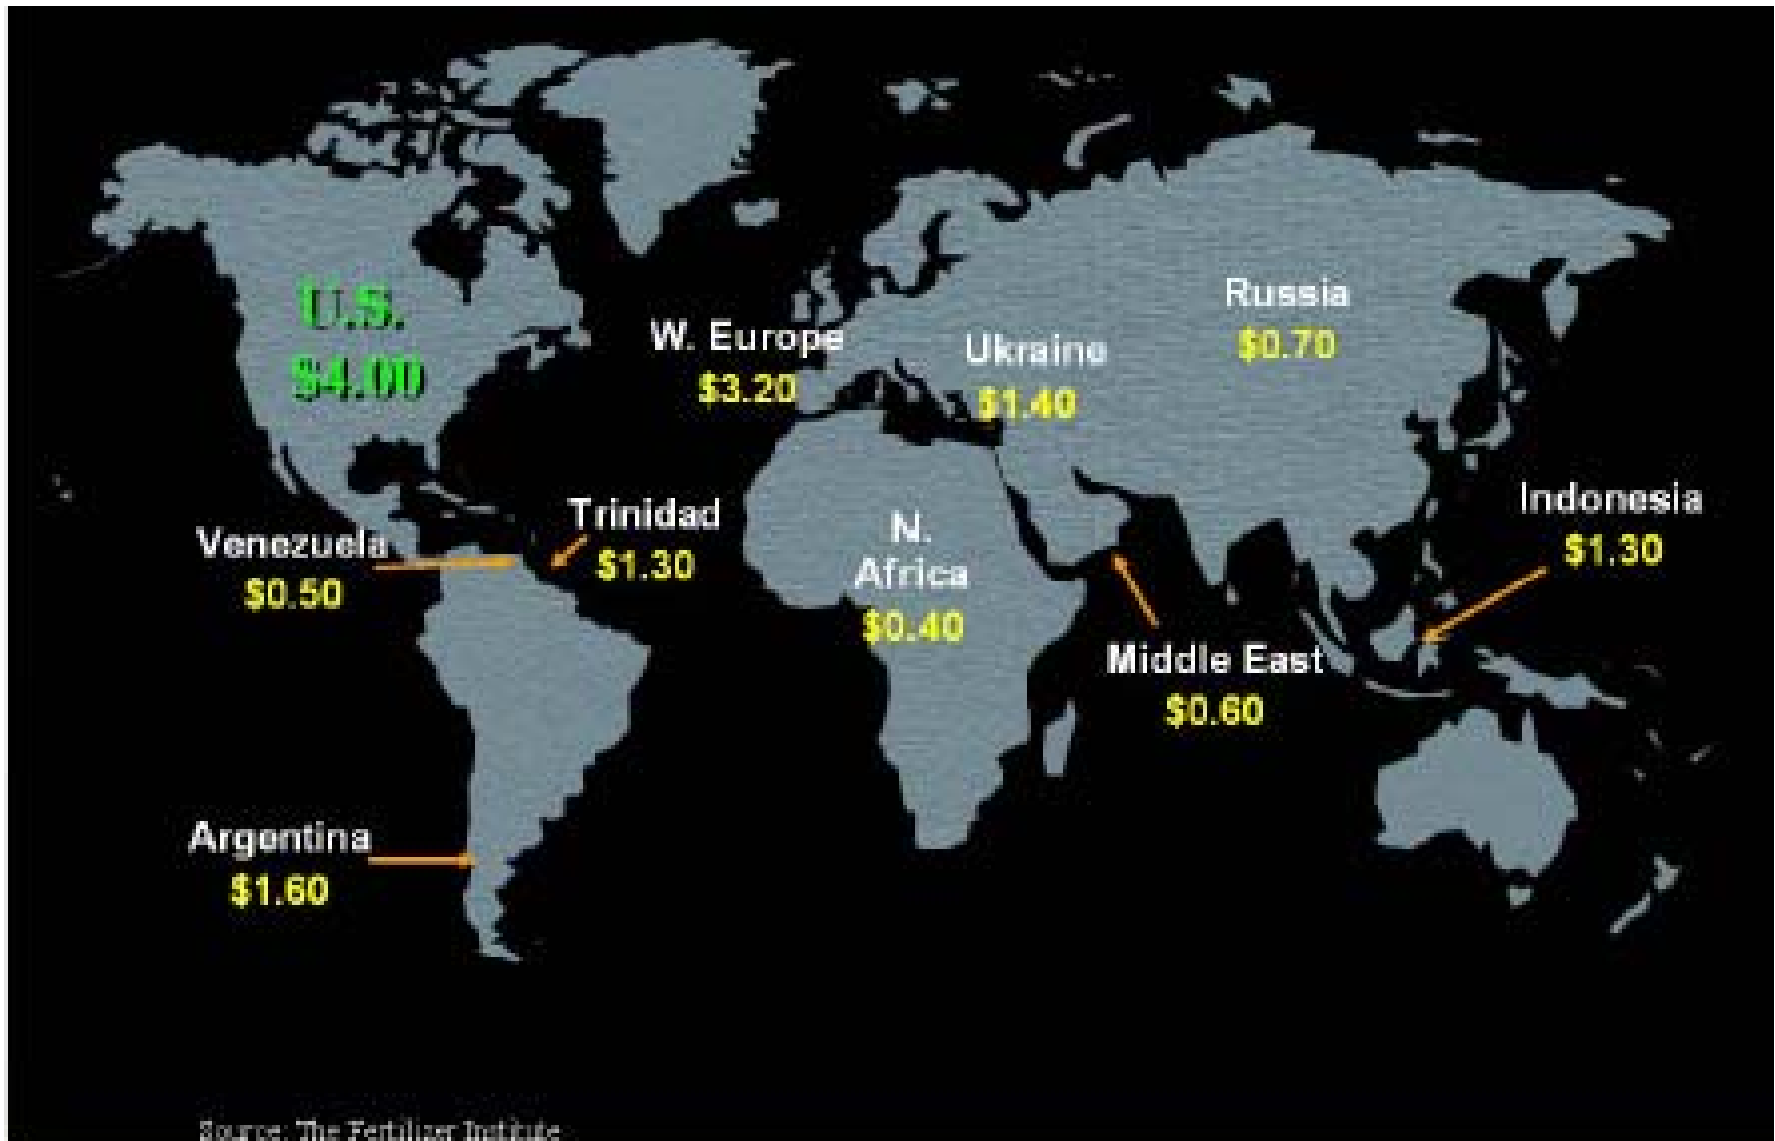 U.S.
$4.00
W. Europe
$3.20
Ukraine
$1.40
Russia
$0.70
Venezuela
$0.50
Trinidad
$1.30
N.
Africa
$0.40
Middle East
$0.60
Indonesia
$1.30
Argentina
$1.60
Source: The Fertilizer Institute